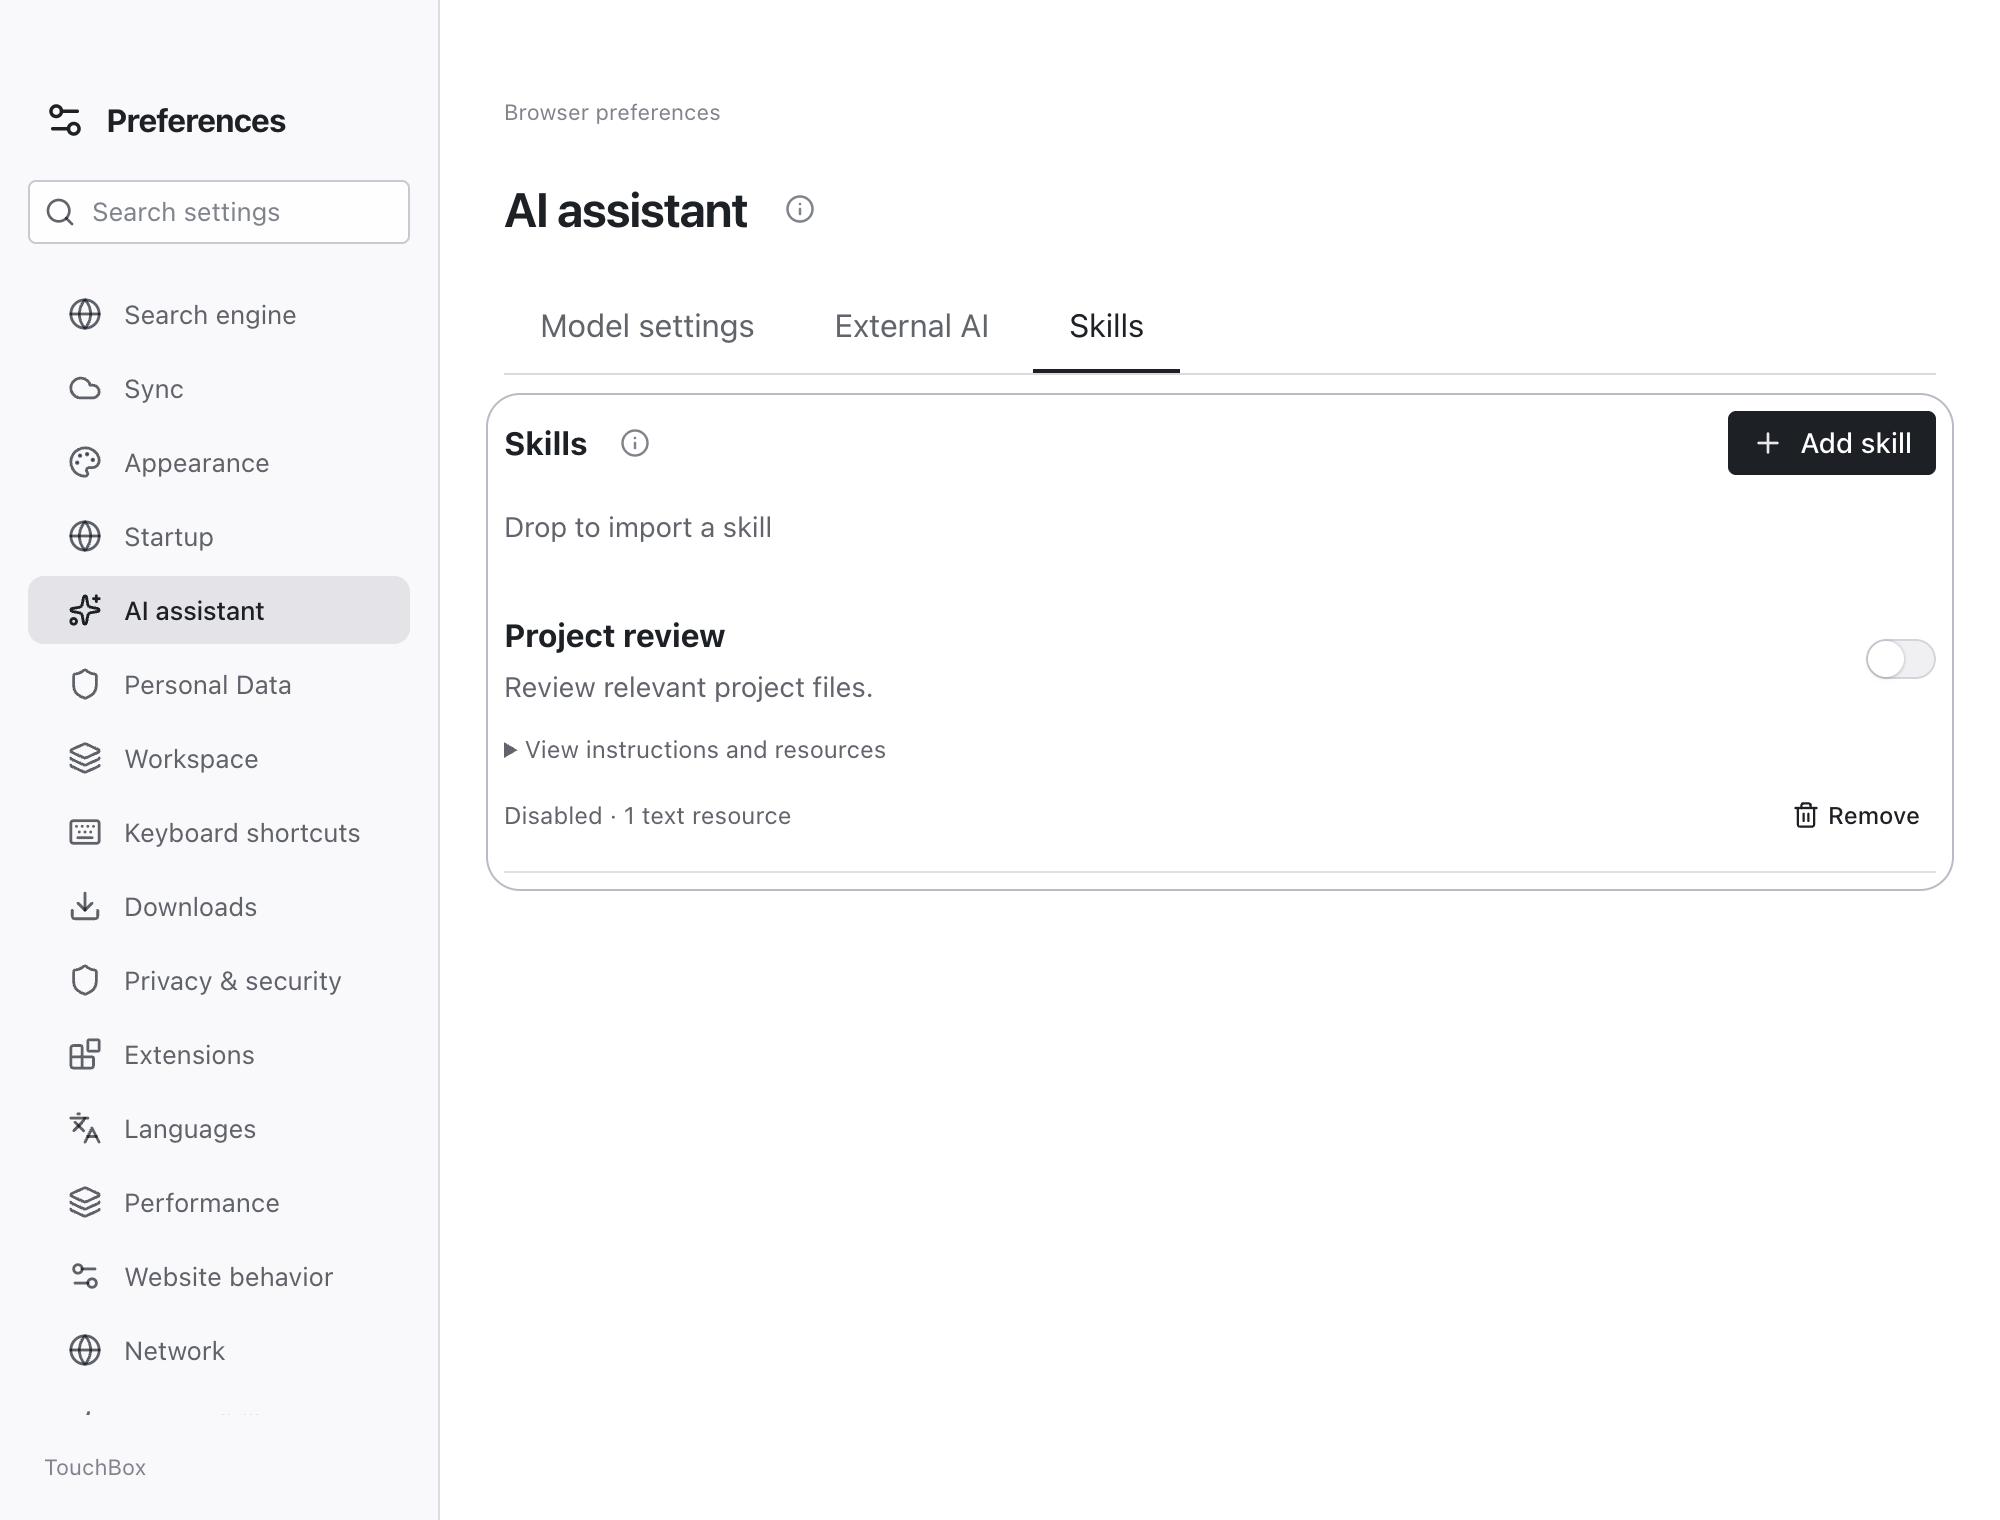 Preferences
Search settings
Search engine
Sync
Appearance
Startup
AI assistant
Personal Data
Workspace
Keyboard shortcuts
Downloads
Privacy & security
Extensions
Languages
Performance
Website behavior
Network
TouchBox
Browser preferences
AI assistant
Model settings
External AI
Skills
Skills
Add skill
Drop to import a skill
Project review
Review relevant project files.
View instructions and resources
Disabled · 1 text resource
Remove